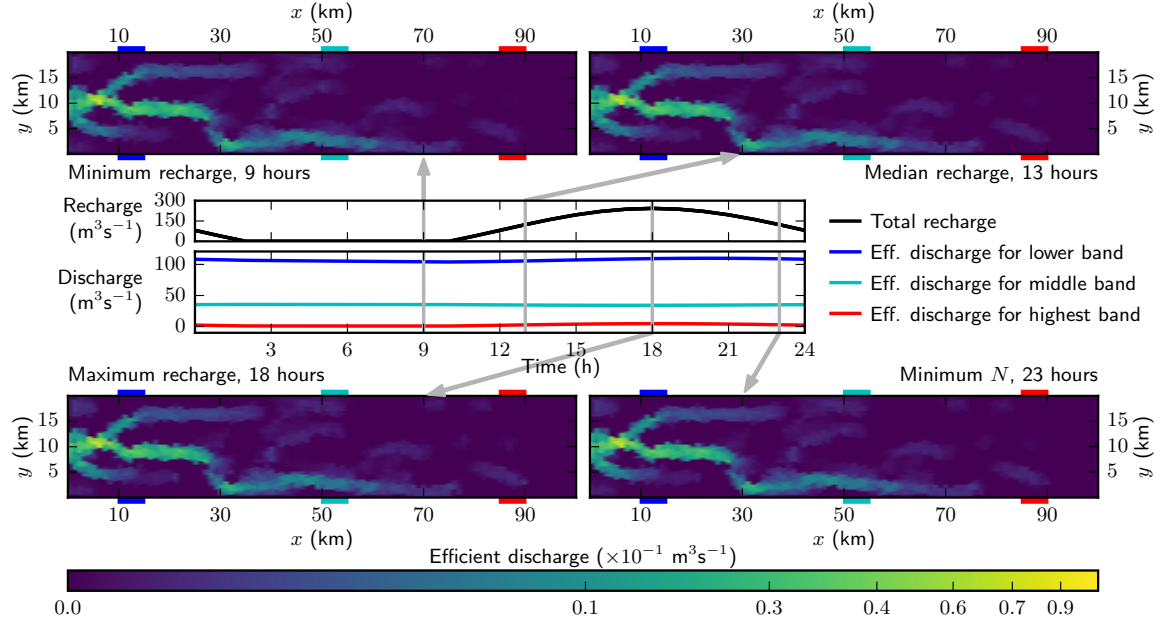 x (km)
x (km)
10 30 50 70 90
10 30 50 70 90
y (km)
15
10
5
15
10
5
y (km)
Minimum recharge, 9 hours
Median recharge, 13 hours
Recharge
(m³s⁻¹)
300
150
0
Discharge
(m³s⁻¹)
100
50
0
3 6 9 12 15 18 21 24
Time (h)
Total recharge
Eff. discharge for lower band
Eff. discharge for middle band
Eff. discharge for highest band
Maximum recharge, 18 hours
Minimum N, 23 hours
y (km)
15
10
5
15
10
5
y (km)
10 30 50 70 90
10 30 50 70 90
x (km)
x (km)
Efficient discharge (×10⁻¹ m³s⁻¹)
0.0 0.1 0.3 0.4 0.6 0.7 0.9